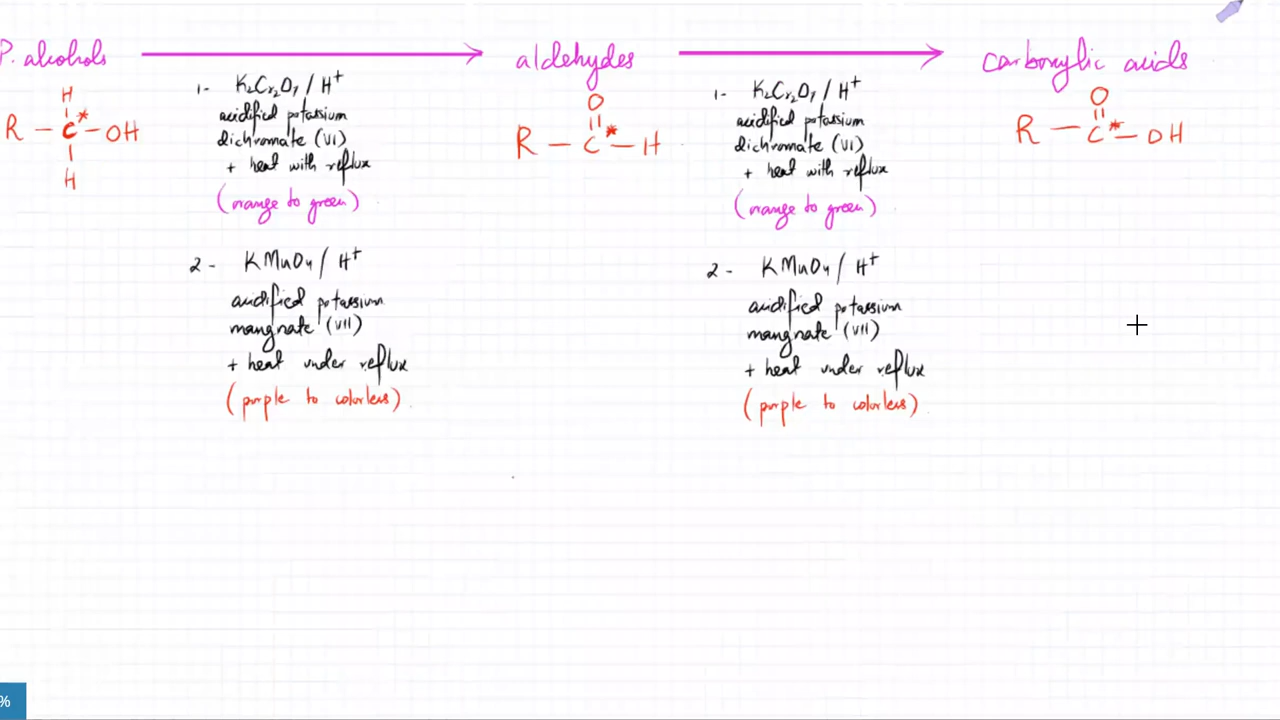 P. alcohols
aldehydes
carboxylic acids
H
R - C* - OH
H
1- K₂Cr₂O₇ / H⁺
acidified potassium
dichromate (VI)
+ heat with reflux
(orange to green)
2- KMnO₄ / H⁺
acidified potassium
mangnate (VII)
+ heat under reflux
(purple to colorless)
O
R - C* - H
1- K₂Cr₂O₇ / H⁺
acidified potassium
dichromate (VI)
+ heat with reflux
(orange to green)
2- KMnO₄ / H⁺
acidified potassium
mangnate (VII)
+ heat under reflux
(purple to colorless)
O
R - C* - OH
%